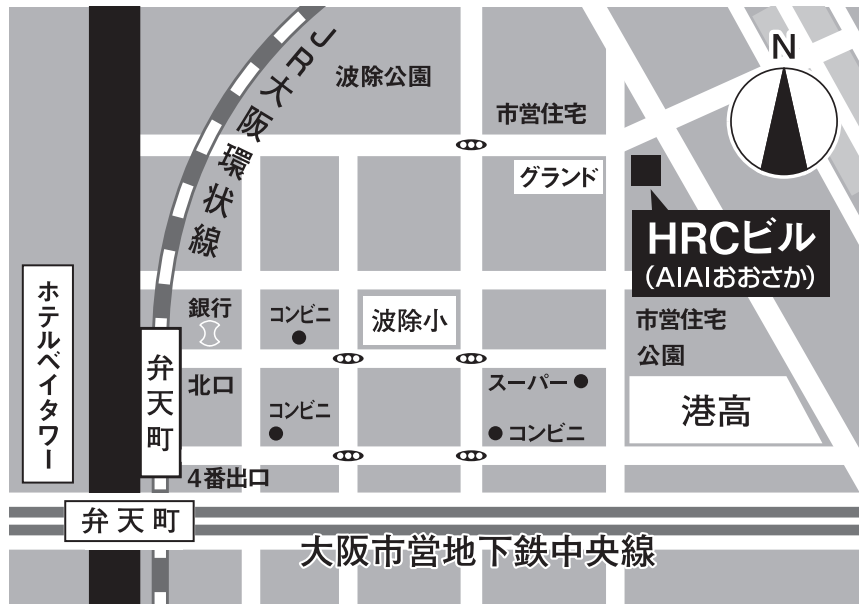 JR大阪環状線
波除公園
N
市営住宅
グランド
HRCビル
(AIAIおおさか)
ホテルベイタワー
銀行
コンビニ
波除小
市営住宅
公園
弁天町
北口
スーパー
港高
コンビニ
コンビニ
4番出口
弁天町
大阪市営地下鉄中央線